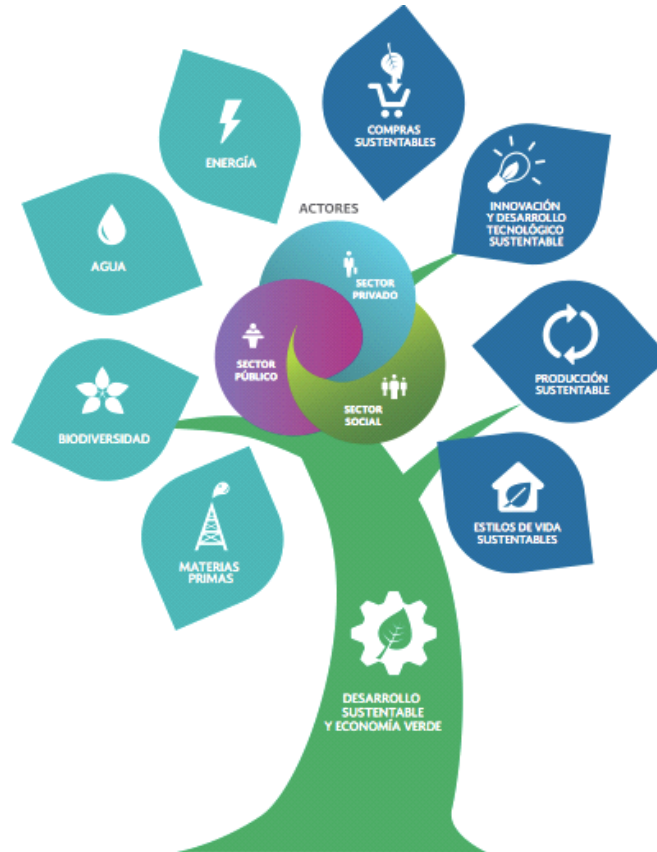 COMPRAS
SUSTENTABLES
ENERGÍA
INNOVACIÓN
Y DESARROLLO
TECNOLÓGICO
SUSTENTABLE
ACTORES
AGUA
SECTOR
PRIVADO
SECTOR
PÚBLICO
SECTOR
SOCIAL
PRODUCCIÓN
SUSTENTABLE
BIODIVERSIDAD
ESTILOS DE VIDA
SUSTENTABLES
MATERIAS
PRIMAS
DESARROLLO
SUSTENTABLE
Y ECONOMÍA VERDE